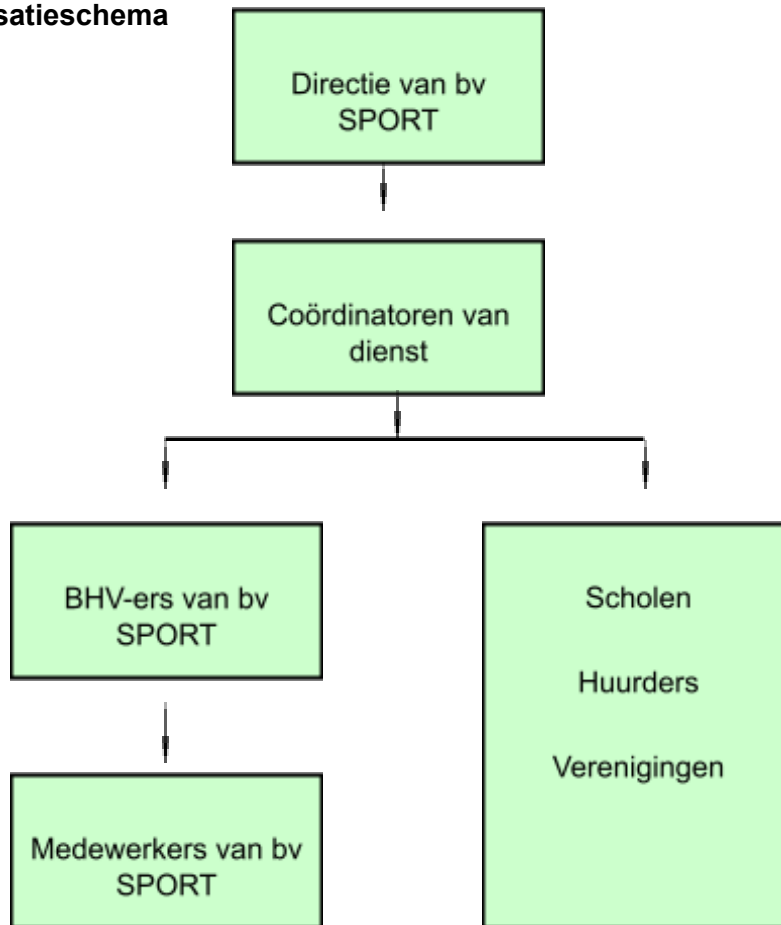 satieschema
Directie van bv
SPORT
Coördinatoren van
dienst
BHV-ers van bv
SPORT
Scholen
Huurders
Verenigingen
Medewerkers van bv
SPORT